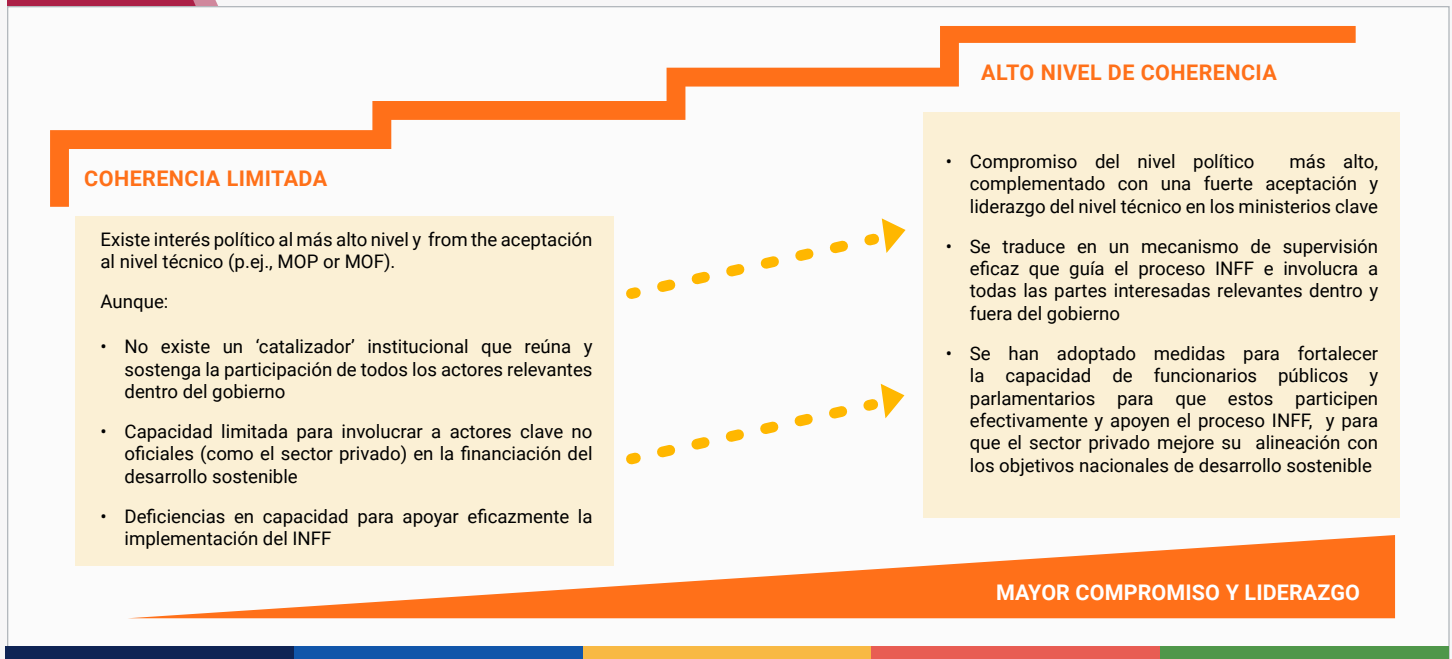 COHERENCIA LIMITADA
Existe interés político al más alto nivel y from the aceptación
al nivel técnico (p.ej., MOP or MOF).
Aunque:
• No existe un ‘catalizador’ institucional que reúna y
sostenga la participación de todos los actores relevantes
dentro del gobierno
• Capacidad limitada para involucrar a actores clave no
oficiales (como el sector privado) en la financiación del
desarrollo sostenible
• Deficiencias en capacidad para apoyar eficazmente la
implementación del INFF
ALTO NIVEL DE COHERENCIA
• Compromiso del nivel político más alto,
complementado con una fuerte aceptación y
liderazgo del nivel técnico en los ministerios clave
• Se traduce en un mecanismo de supervisión
eficaz que guía el proceso INFF e involucra a
todas las partes interesadas relevantes dentro y
fuera del gobierno
• Se han adoptado medidas para fortalecer
la capacidad de funcionarios públicos y
parlamentarios para que estos participen
efectivamente y apoyen el proceso INFF, y para
que el sector privado mejore su alineación con
los objetivos nacionales de desarrollo sostenible
MAYOR COMPROMISO Y LIDERAZGO